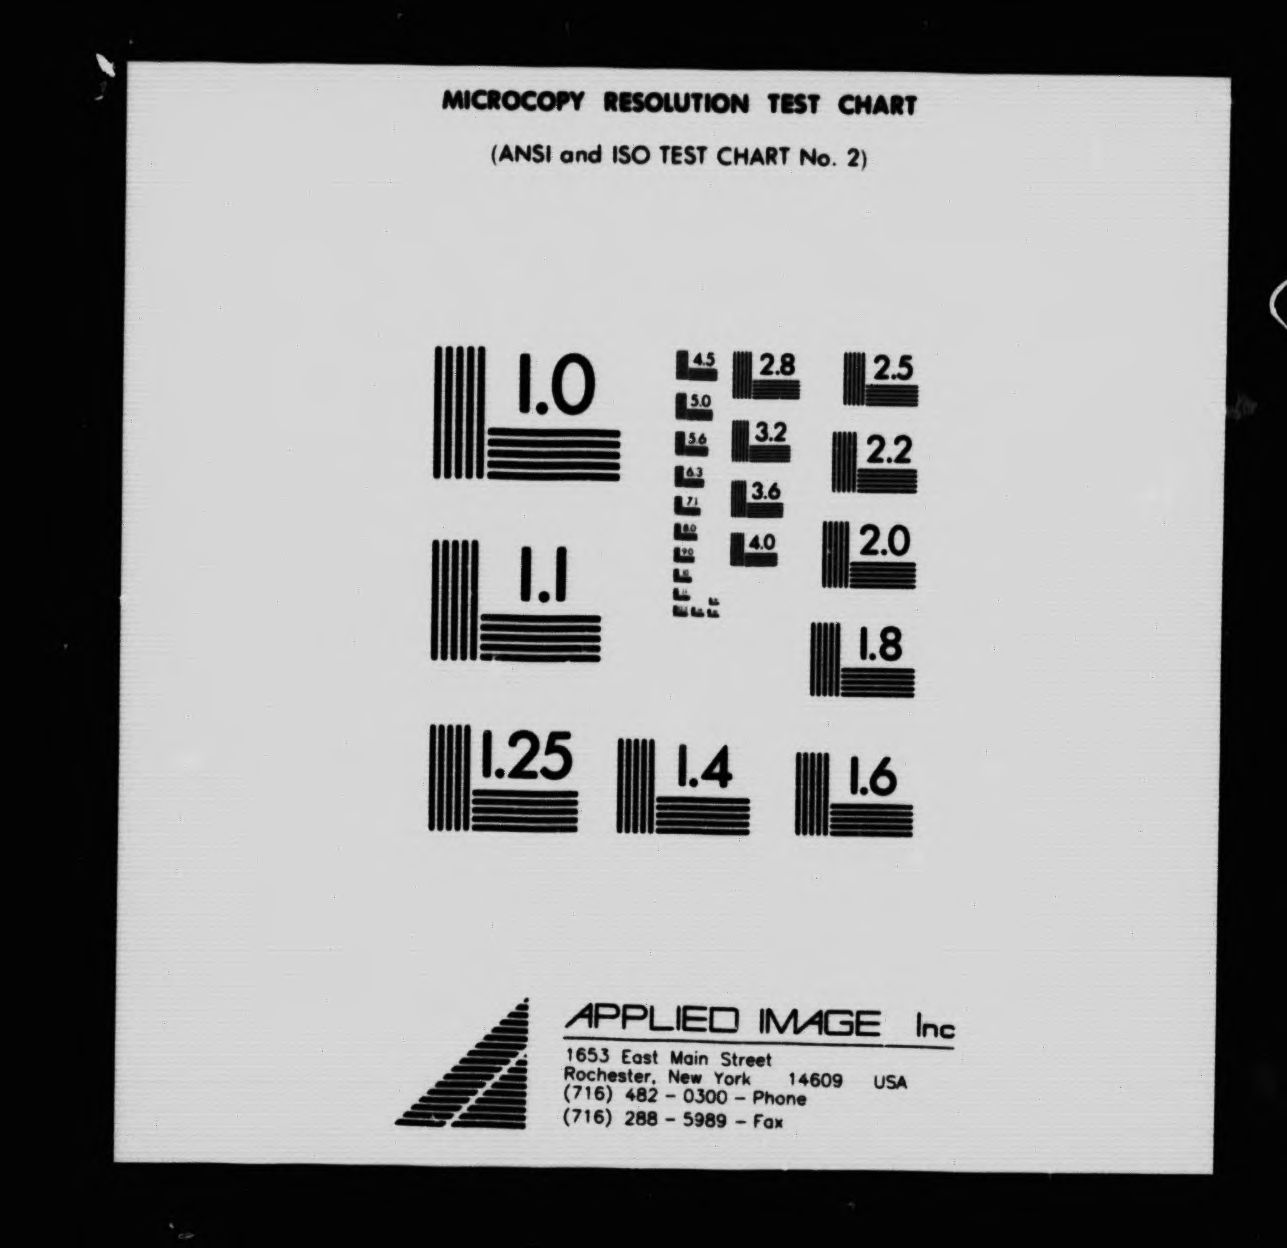 MICROCOPY RESOLUTION TEST CHART
(ANSI and ISO TEST CHART No. 2)
1.0
4.5
2.8
2.5
5.0
3.2
2.2
5.6
6.3
3.6
7.1
2.0
8.0
4.0
9.0
1.1
1.8
1.25
1.4
1.6
APPLIED IMAGE Inc
1653 East Main Street
Rochester, New York 14609 USA
(716) 482 - 0300 - Phone
(716) 288 - 5989 - Fax